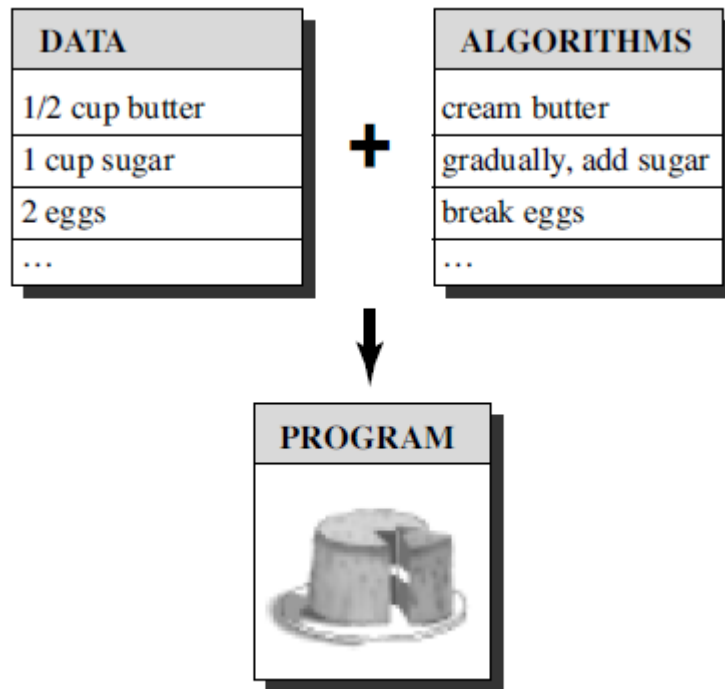 DATA
1/2 cup butter
1 cup sugar
2 eggs
…
+
ALGORITHMS
cream butter
gradually, add sugar
break eggs
…
PROGRAM